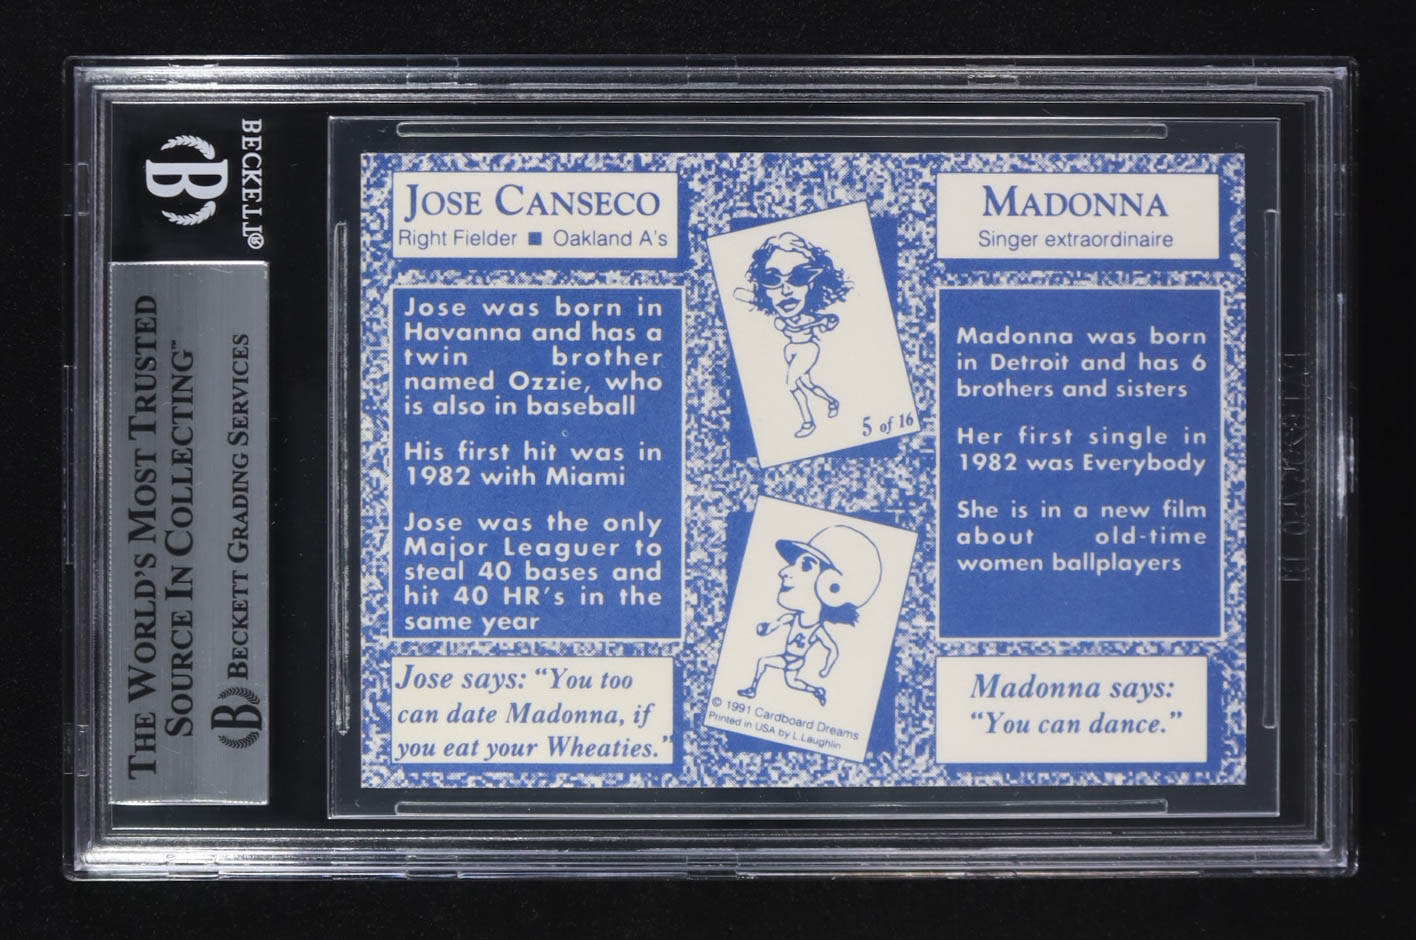 BECKETT®
B
THE WORLD'S MOST TRUSTED
SOURCE IN COLLECTING™
B BECKETT GRADING SERVICES
JOSE CANSECO
Right Fielder ■ Oakland A's
Jose was born in
Havanna and has a
twin brother
named Ozzie, who
is also in baseball
His first hit was in
1982 with Miami
Jose was the only
Major Leaguer to
steal 40 bases and
hit 40 HR's in the
same year
Jose says: "You too
can date Madonna, if
you eat your Wheaties."
5 of 16
© 1991 Cardboard Dreams
Printed in USA by L.Laughlin
MADONNA
Singer extraordinaire
Madonna was born
in Detroit and has 6
brothers and sisters
Her first single in
1982 was Everybody
She is in a new film
about old-time
women ballplayers
Madonna says:
"You can dance."